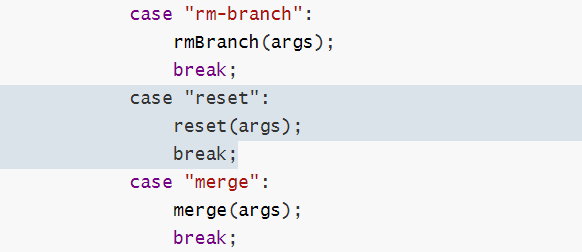 case "rm-branch":
rmBranch(args);
break;
case "reset":
reset(args);
break;
case "merge":
merge(args);
break;